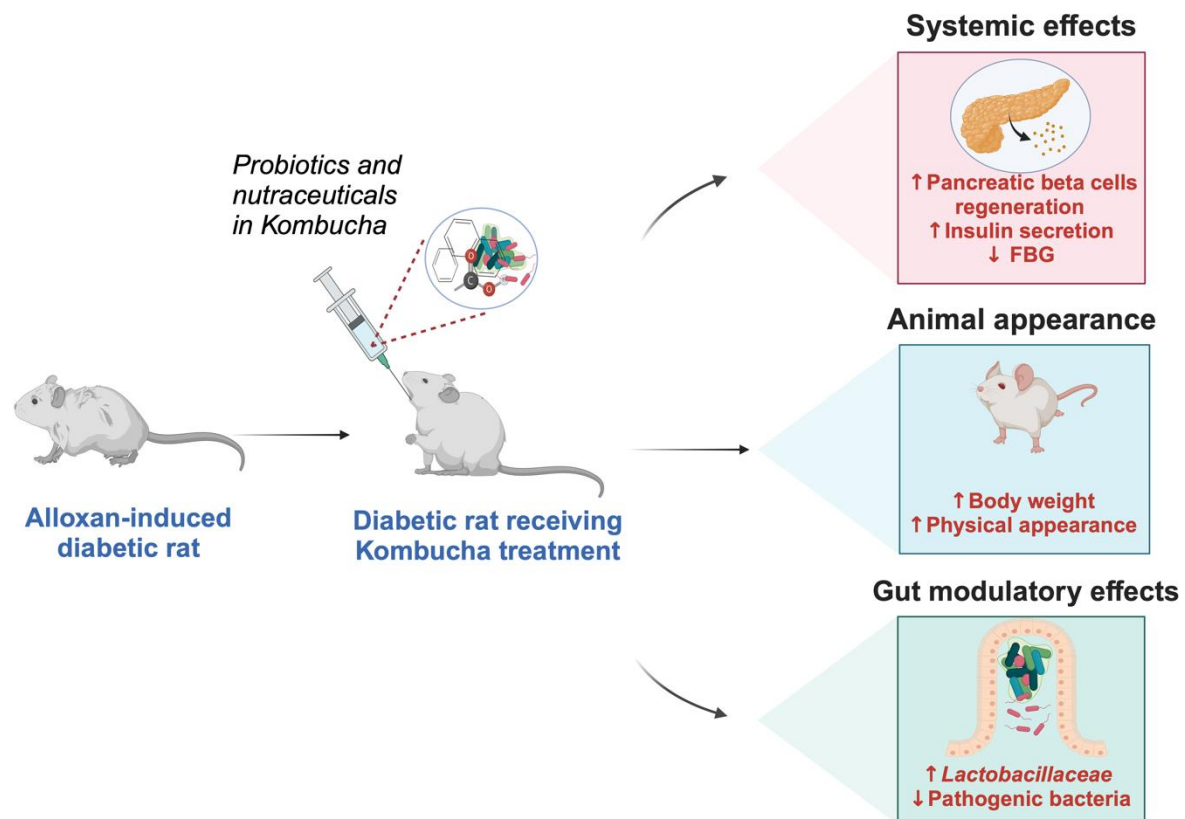 Systemic effects
Probiotics and
nutraceuticals
in Kombucha
O
C
O
↑Pancreatic beta cells
regeneration
↑Insulin secretion
↓ FBG
Animal appearance
Alloxan-induced
diabetic rat
Diabetic rat receiving
Kombucha treatment
↑Body weight
↑Physical appearance
Gut modulatory effects
↑ Lactobacillaceae
↓Pathogenic bacteria